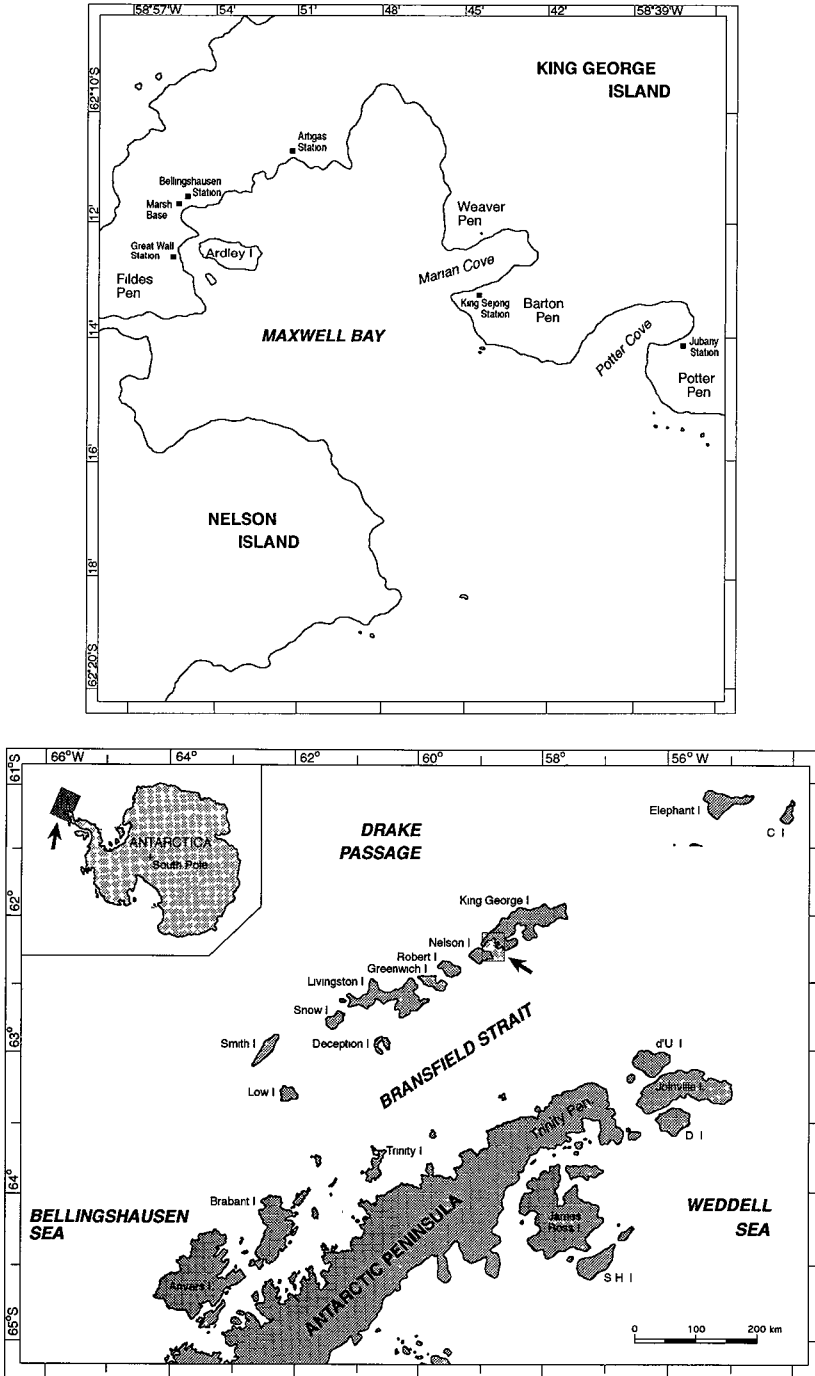 58°57'W
54'
51'
48'
45'
42'
58°39'W
62°10'S
12'
14'
16'
18'
62°20'S
KING GEORGE
ISLAND
Artigas
Station
Bellingshausen
Station
Marsh
Base
Great Wall
Station
Ardley I
Fildes
Pen
Weaver
Pen
Marian Cove
King Sejong
Station
Barton
Pen
MAXWELL BAY
Potter Cove
Jubany
Station
Potter
Pen
NELSON
ISLAND
66°W
64°
62°
60°
58°
56°W
61°S
62°
63°
64°
65°S
ANTARCTICA
South Pole
DRAKE
PASSAGE
Elephant I
C I
King George I
Nelson I
Robert I
Greenwich I
Livingston I
Snow I
Smith I
Deception I
Low I
BRANSFIELD STRAIT
d'U I
Joinville I
D I
Trinity Pen.
Trinity I
Brabant I
BELLINGSHAUSEN
SEA
Anvers I
ANTARCTIC PENINSULA
James
Ross I
S H I
WEDDELL
SEA
0
100
200 km